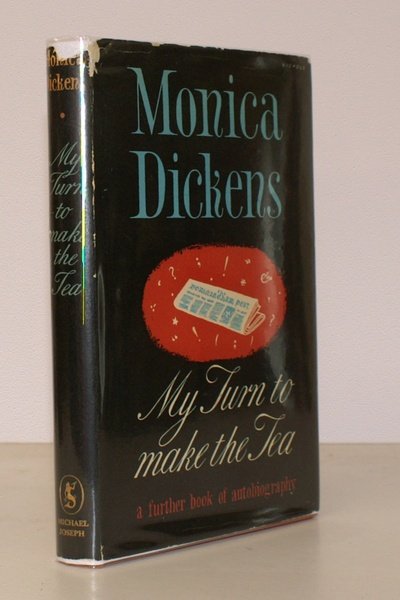 Monica
Dickens
My Turn to
make the Tea
a further book of autobiography
Monica
Dickens
My
Turn
to
make
the
Tea
MICHAEL
JOSEPH